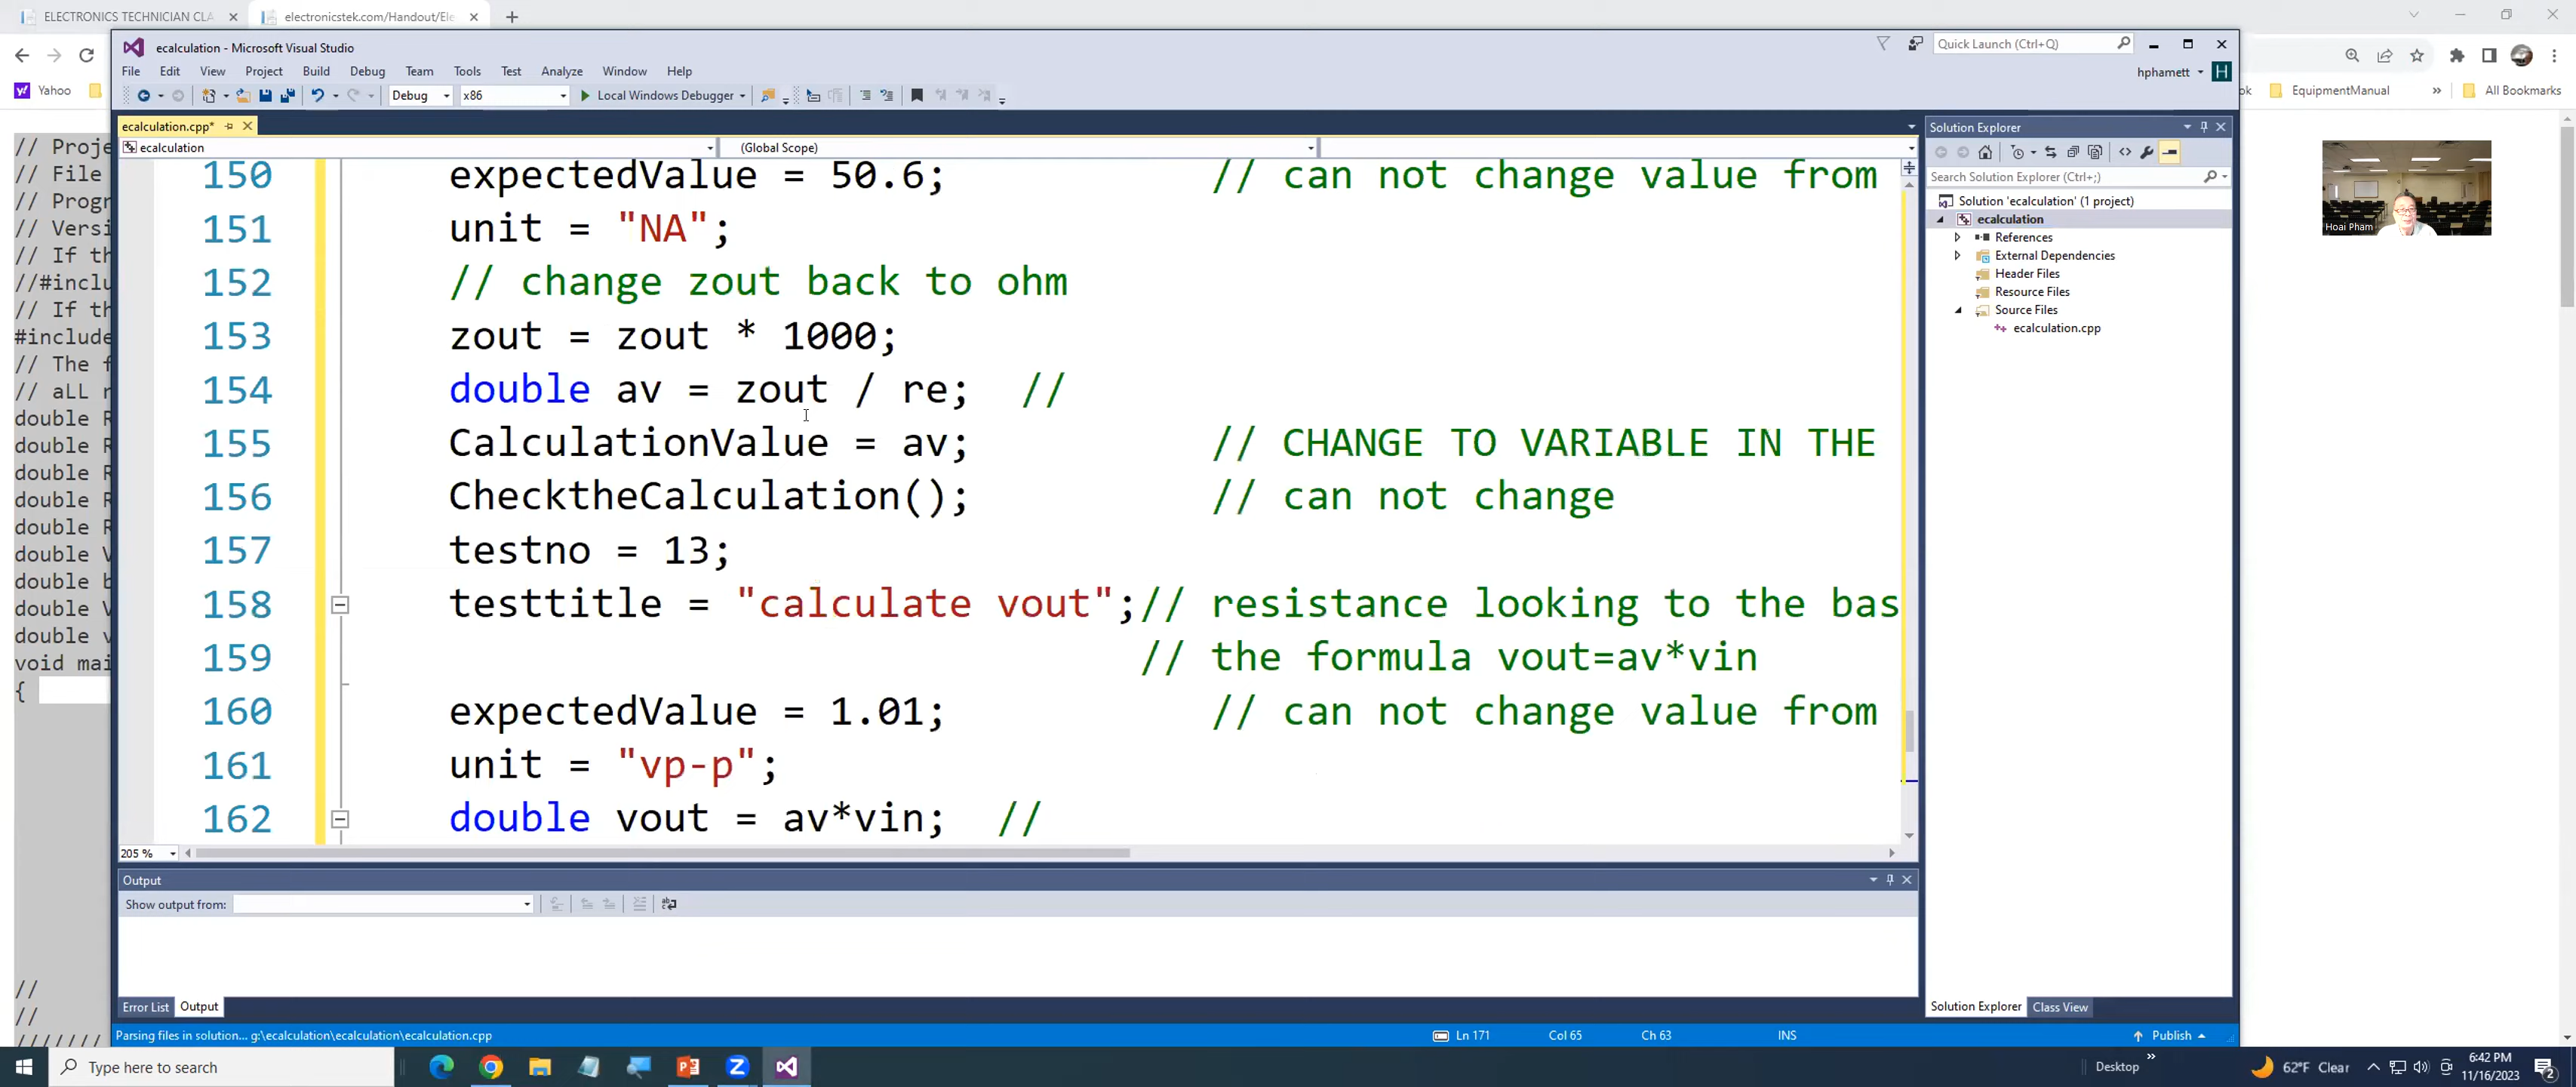 ELECTRONICS TECHNICIAN CLA
electronicstek.com/Handout/Ele
Yahoo
EquipmentManual
All Bookmarks
ecalculation - Microsoft Visual Studio
Quick Launch (Ctrl+Q)
File Edit View Project Build Debug Team Tools Test Analyze Window Help
hphamett
H
Debug x86 Local Windows Debugger
ecalculation.cpp*
ecalculation (Global Scope)
150 expectedValue = 50.6; // can not change value from
151 unit = "NA";
152 // change zout back to ohm
153 zout = zout * 1000;
154 double av = zout / re; //
155 CalculationValue = av; // CHANGE TO VARIABLE IN THE
156 ChecktheCalculation(); // can not change
157 testno = 13;
158 testtitle = "calculate vout";// resistance looking to the bas
159 // the formula vout=av*vin
160 expectedValue = 1.01; // can not change value from
161 unit = "vp-p";
162 double vout = av*vin; //
205 %
Output
Show output from:
Error List Output
Parsing files in solution... g:\ecalculation\ecalculation\ecalculation.cpp
Ln 171 Col 65 Ch 63 INS
Publish
Solution Explorer
Search Solution Explorer (Ctrl+;)
Solution 'ecalculation' (1 project)
ecalculation
References
External Dependencies
Header Files
Resource Files
Source Files
ecalculation.cpp
Solution Explorer Class View
Hoai Pham
// Proje
// File
// Progr
// Versi
// If th
//#inclu
// If th
#include
// The f
// aLL r
double R
double R
double R
double R
double R
double V
double b
double V
double v
void mai
{
//
//
///////
Type here to search
Desktop
62°F Clear
6:42 PM
11/16/2023
2